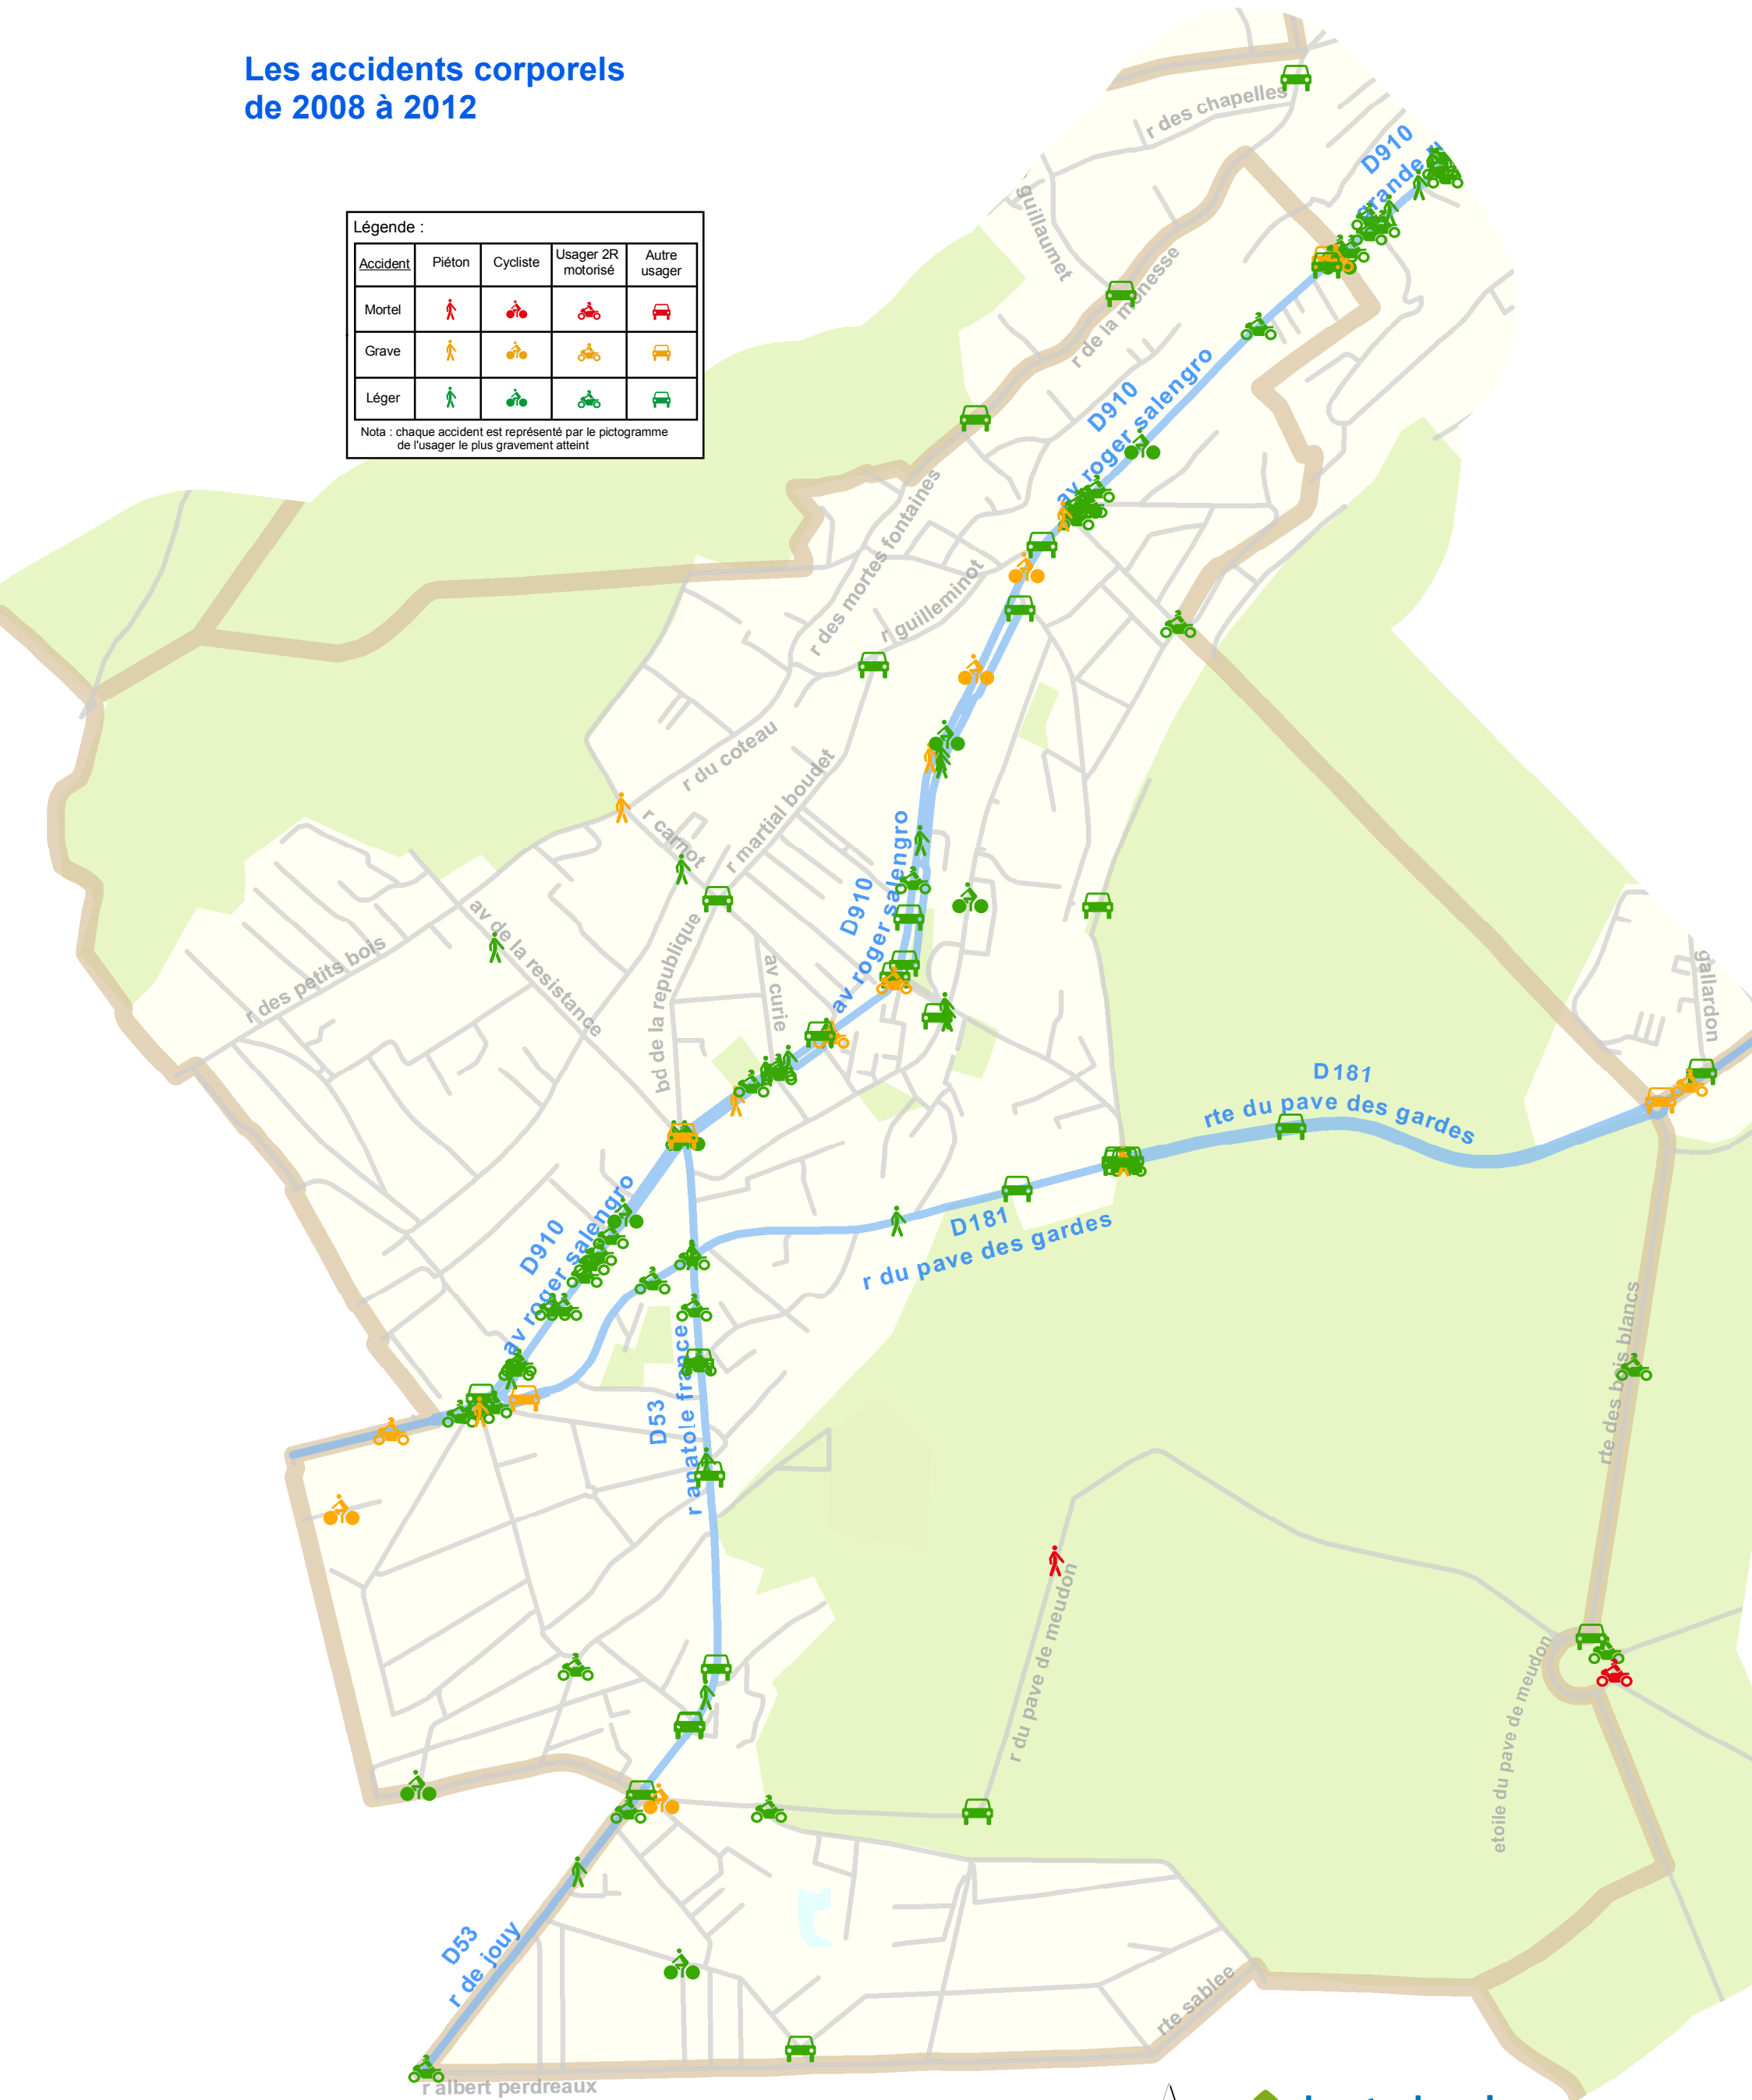 Les accidents corporels
de 2008 à 2012
Légende :
Accident Piéton Cycliste Usager 2R motorisé Autre usager
Mortel
Grave
Léger
Nota : chaque accident est représenté par le pictogramme
de l'usager le plus gravement atteint
r des chapelles
D910
grande
guillaumet
r de la monesse
D910
av roger salengro
r des mortes fontaines
r guilleminot
r du coteau
r martial boudet
r carnot
D910
av roger salengro
av de la resistance
r des petits bois
bd de la republique
av curie
gallardon
D181
rte du pave des gardes
D181
r du pave des gardes
D910
av roger salengro
D53
r anatole france
rte des bois blancs
r du pave de meudon
etoile du pave de meudon
D53
r de jouy
rte sablee
r albert perdreaux